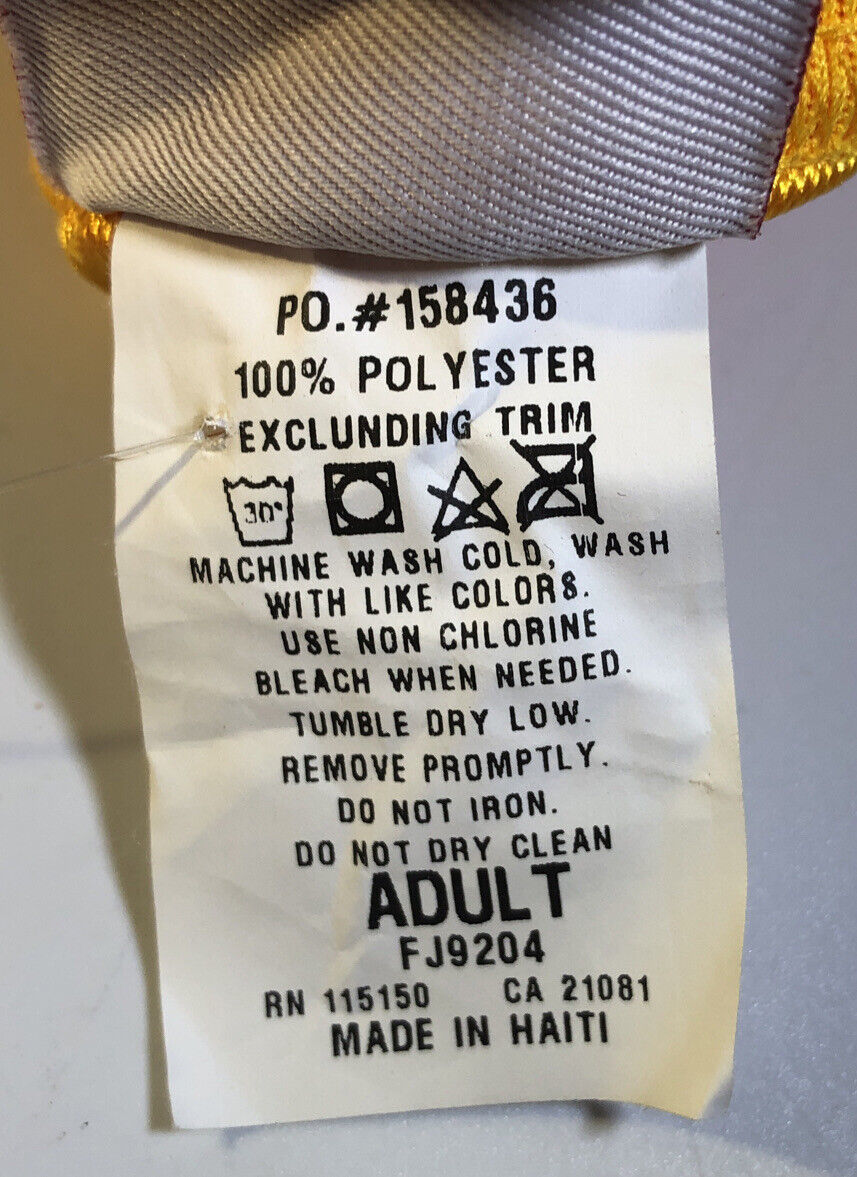 PO.#158436
100% POLYESTER
EXCLUNDING TRIM
30°
MACHINE WASH COLD, WASH
WITH LIKE COLORS.
USE NON CHLORINE
BLEACH WHEN NEEDED.
TUMBLE DRY LOW.
REMOVE PROMPTLY.
DO NOT IRON.
DO NOT DRY CLEAN
ADULT
FJ9204
RN 115150 CA 21081
MADE IN HAITI